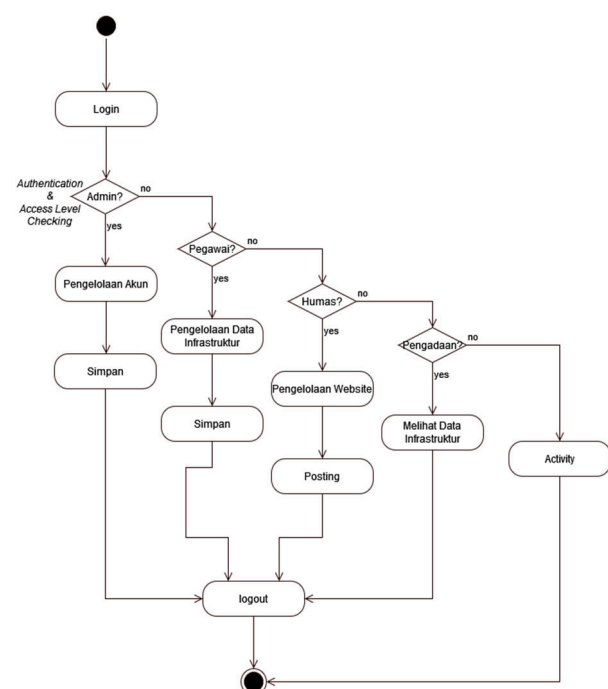 Login
Authentication
&
Access Level
Checking
Admin?
no
yes
Pegawai?
no
yes
Pengelolaan Akun
Humas?
no
yes
Pengelolaan Data
Infrastruktur
Pengadaan?
no
yes
Simpan
Pengelolaan Website
Simpan
Melihat Data
Infrastruktur
Activity
Posting
logout